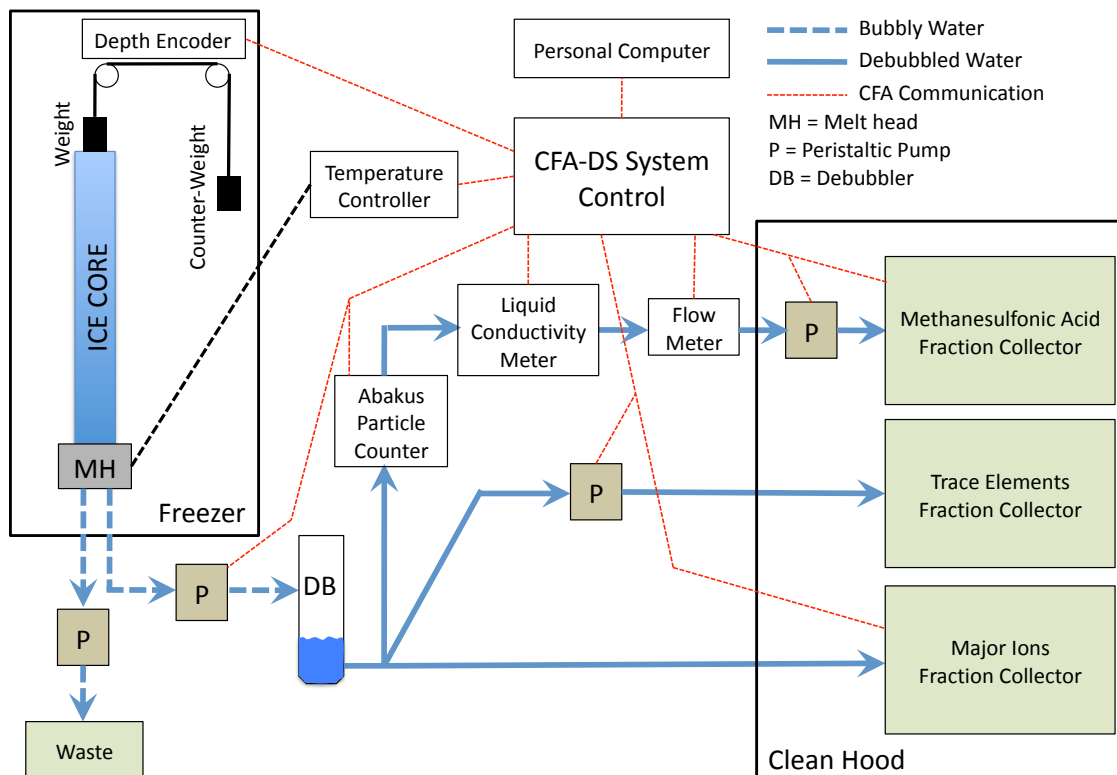 Depth Encoder
Personal Computer
Bubbly Water
Debubbled Water
CFA Communication
MH = Melt head
P = Peristaltic Pump
DB = Debubbler
Weight
Counter-Weight
ICE CORE
Temperature
Controller
CFA-DS System
Control
Liquid
Conductivity
Meter
Flow
Meter
P
Methanesulfonic Acid
Fraction Collector
Abakus
Particle
Counter
MH
Freezer
P
Trace Elements
Fraction Collector
P
DB
P
Major Ions
Fraction Collector
Waste
Clean Hood